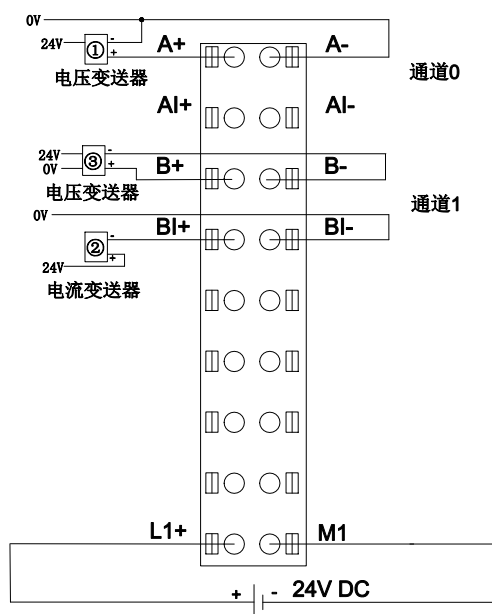 0V
24V ① - + A+ A- 通道0
电压变送器
AI+ AI-
24V ③ - + B+ B-
0V
电压变送器 通道1
0V
BI+ BI-
② - +
24V
电流变送器
L1+ M1
+ - 24V DC